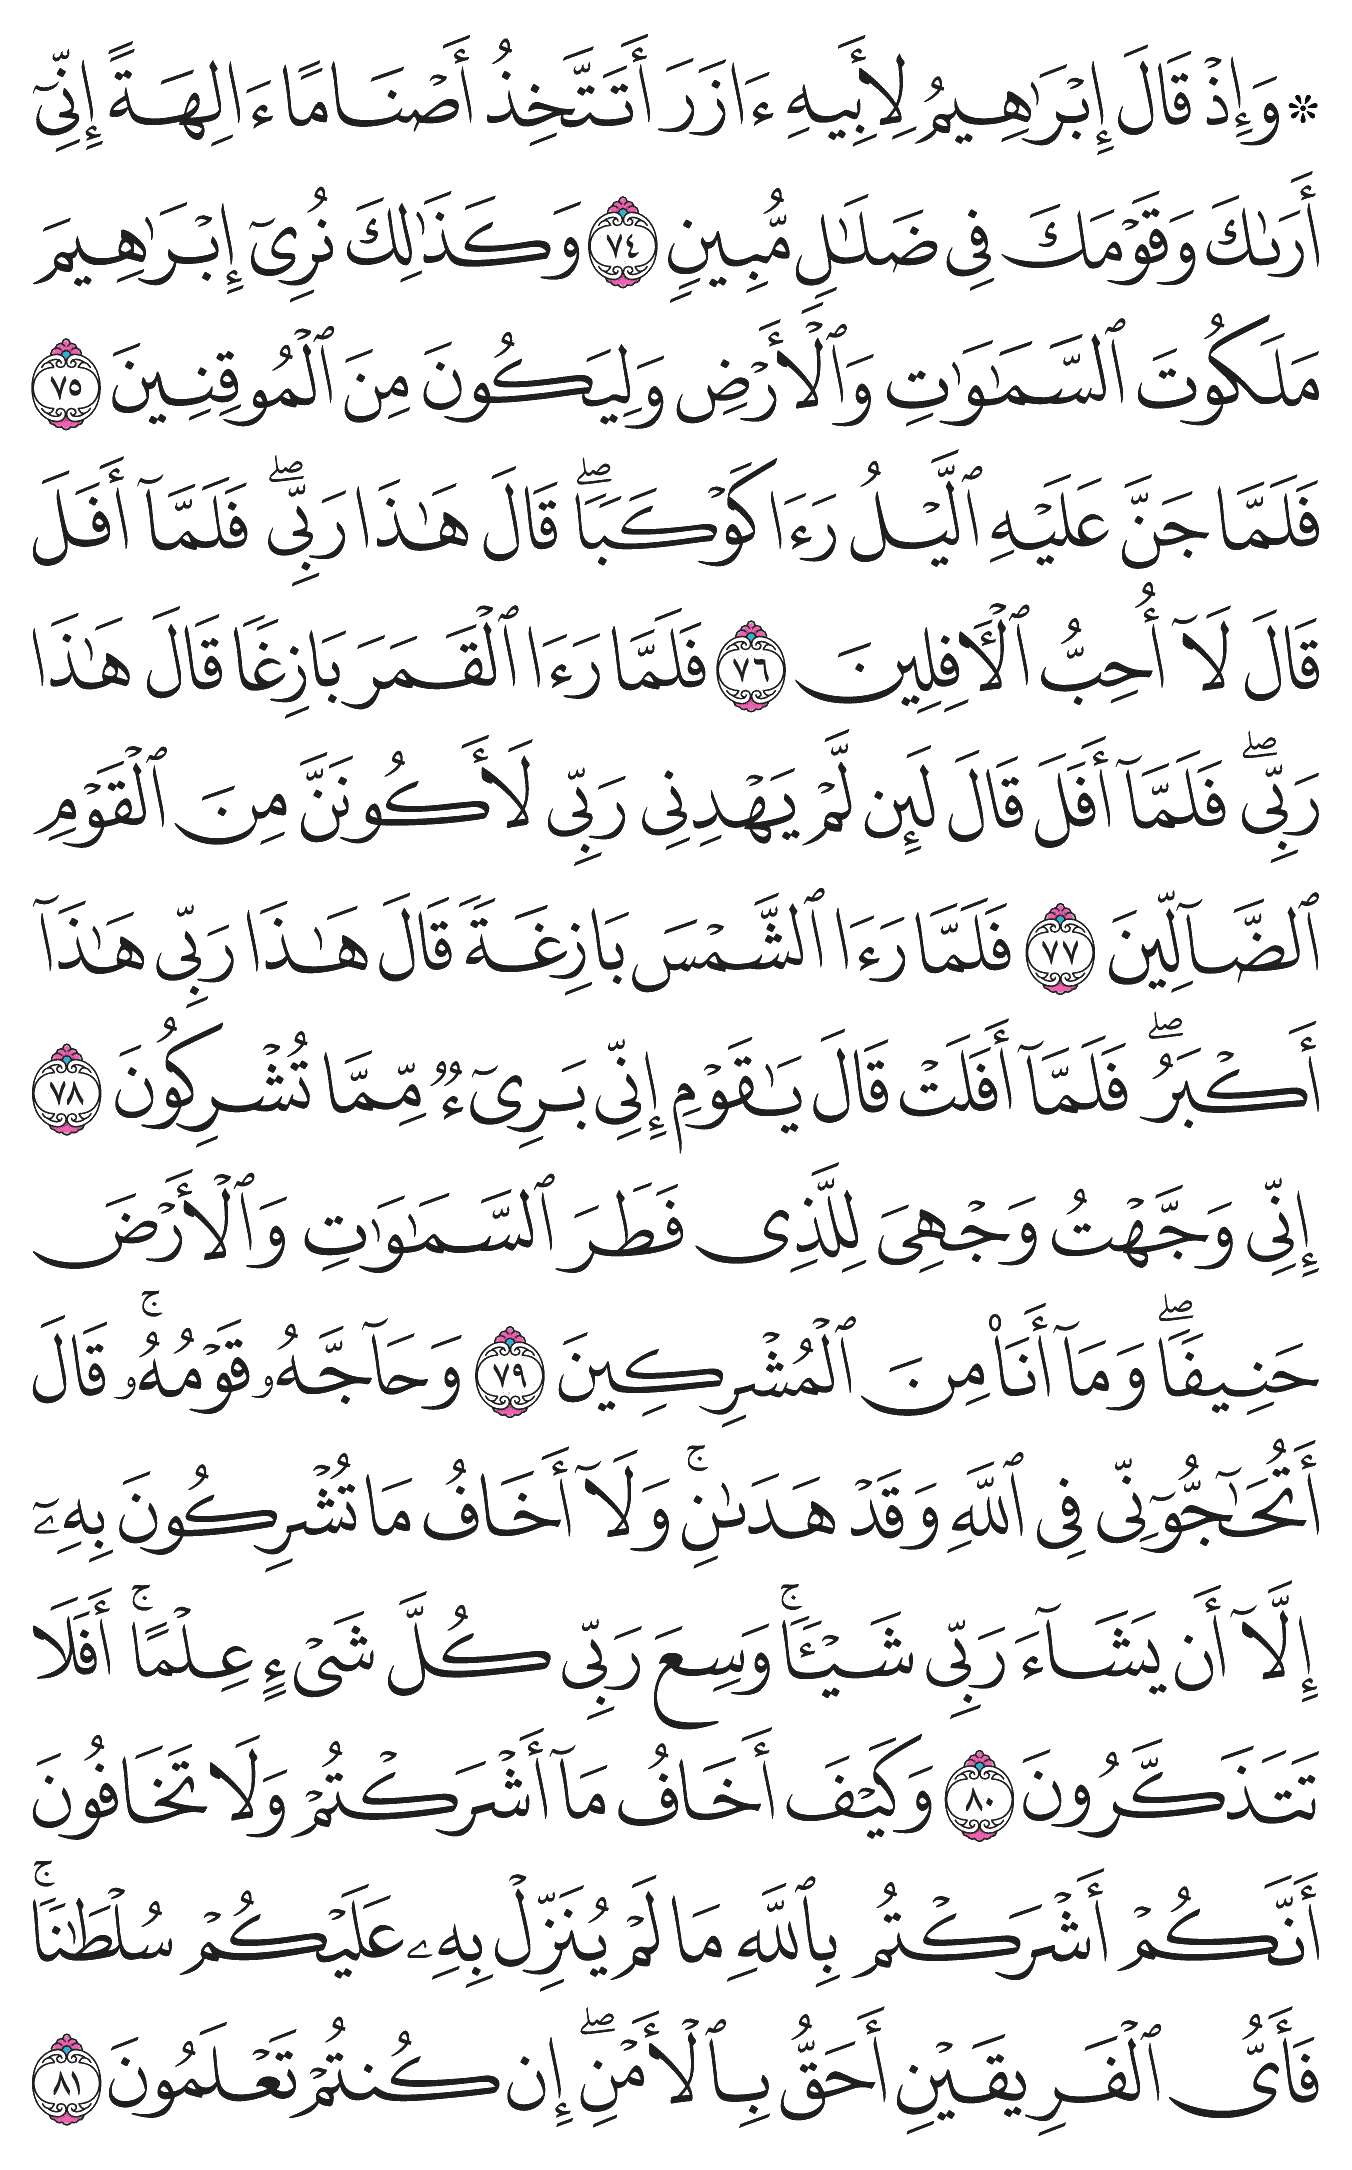 ۞ وَإِذۡ قَالَ إِبۡرَٰهِيمُ لِأَبِيهِ ءَازَرَ أَتَتَّخِذُ أَصۡنَامًا ءَالِهَةً إِنِّيٓ
أَرَىٰكَ وَقَوۡمَكَ فِي ضَلَٰلٖ مُّبِينٖ ٧٤ وَكَذَٰلِكَ نُرِيٓ إِبۡرَٰهِيمَ
مَلَكُوتَ ٱلسَّمَٰوَٰتِ وَٱلۡأَرۡضِ وَلِيَكُونَ مِنَ ٱلۡمُوقِنِينَ ٧٥
فَلَمَّا جَنَّ عَلَيۡهِ ٱلَّيۡلُ رَءَا كَوۡكَبٗاۖ قَالَ هَٰذَا رَبِّيۖ فَلَمَّآ أَفَلَ
قَالَ لَآ أُحِبُّ ٱلۡأٓفِلِينَ ٧٦ فَلَمَّا رَءَا ٱلۡقَمَرَ بَازِغٗا قَالَ هَٰذَا
رَبِّيۖ فَلَمَّآ أَفَلَ قَالَ لَئِن لَّمۡ يَهۡدِنِي رَبِّي لَأَكُونَنَّ مِنَ ٱلۡقَوۡمِ
ٱلضَّآلِّينَ ٧٧ فَلَمَّا رَءَا ٱلشَّمۡسَ بَازِغَةٗ قَالَ هَٰذَا رَبِّي هَٰذَآ
أَكۡبَرُۖ فَلَمَّآ أَفَلَتۡ قَالَ يَٰقَوۡمِ إِنِّي بَرِيٓءٞ مِّمَّا تُشۡرِكُونَ ٧٨
إِنِّي وَجَّهۡتُ وَجۡهِيَ لِلَّذِي فَطَرَ ٱلسَّمَٰوَٰتِ وَٱلۡأَرۡضَ
حَنِيفٗاۖ وَمَآ أَنَا۠ مِنَ ٱلۡمُشۡرِكِينَ ٧٩ وَحَآجَّهُۥ قَوۡمُهُۥۚ قَالَ
أَتُحَٰٓجُّوٓنِّي فِي ٱللَّهِ وَقَدۡ هَدَىٰنِۚ وَلَآ أَخَافُ مَا تُشۡرِكُونَ بِهِۦٓ
إِلَّآ أَن يَشَآءَ رَبِّي شَيۡـٔٗاۚ وَسِعَ رَبِّي كُلَّ شَيۡءٍ عِلۡمًاۚ أَفَلَا
تَتَذَكَّرُونَ ٨٠ وَكَيۡفَ أَخَافُ مَآ أَشۡرَكۡتُمۡ وَلَا تَخَافُونَ
أَنَّكُمۡ أَشۡرَكۡتُم بِٱللَّهِ مَا لَمۡ يُنَزِّلۡ بِهِۦ عَلَيۡكُمۡ سُلۡطَٰنٗاۚ
فَأَيُّ ٱلۡفَرِيقَيۡنِ أَحَقُّ بِٱلۡأَمۡنِۖ إِن كُنتُمۡ تَعۡلَمُونَ ٨١